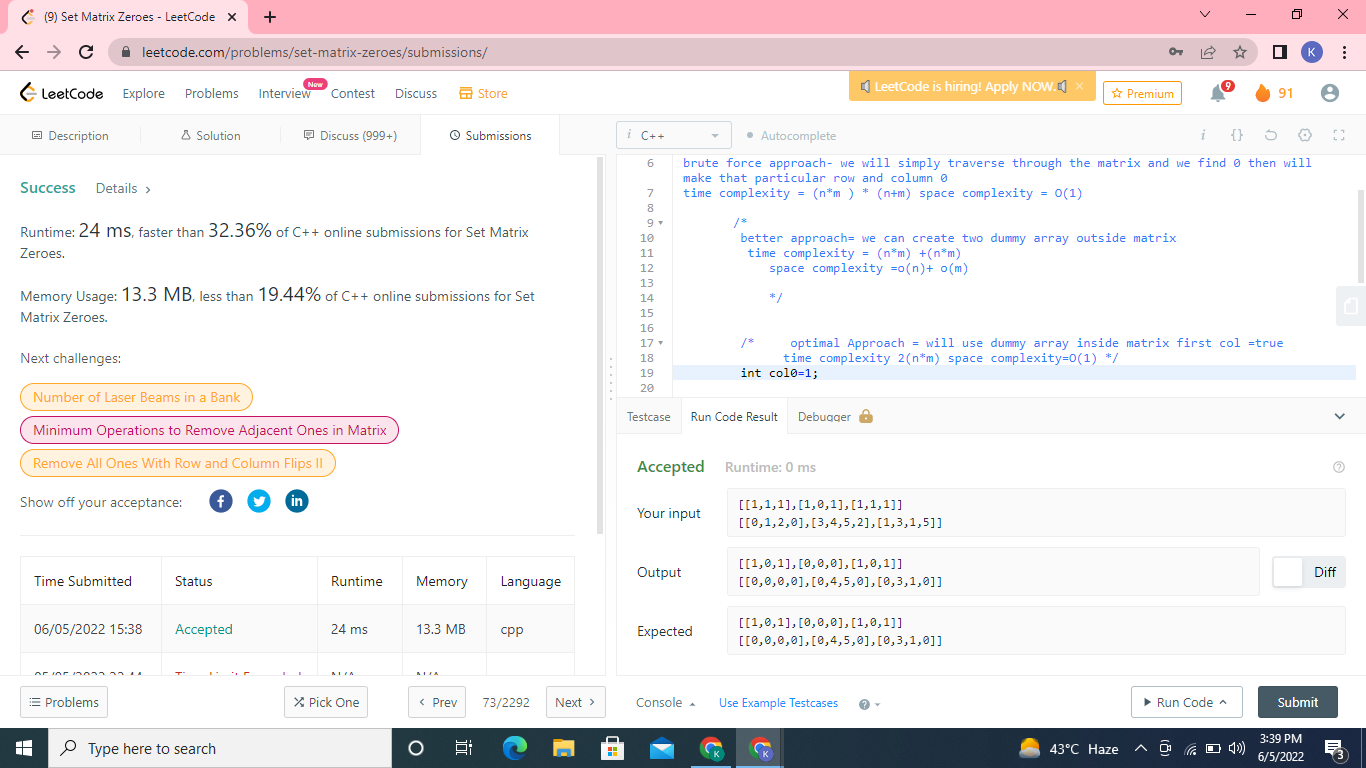 (9) Set Matrix Zeroes - LeetCode
leetcode.com/problems/set-matrix-zeroes/submissions/
K
LeetCode
Explore
Problems
Interview
New
Contest
Discuss
Store
LeetCode is hiring! Apply NOW.
Premium
9
91
Description
Solution
Discuss (999+)
Submissions
i C++
Autocomplete
i {}
Success Details
Runtime: 24 ms, faster than 32.36% of C++ online submissions for Set Matrix
Zeroes.
Memory Usage: 13.3 MB, less than 19.44% of C++ online submissions for Set
Matrix Zeroes.
Next challenges:
Number of Laser Beams in a Bank
Minimum Operations to Remove Adjacent Ones in Matrix
Remove All Ones With Row and Column Flips II
Show off your acceptance:
Time Submitted Status Runtime Memory Language
06/05/2022 15:38 Accepted 24 ms 13.3 MB cpp
6 brute force approach- we will simply traverse through the matrix and we find 0 then will
make that particular row and column 0
7 time complexity = (n*m ) * (n+m) space complexity = O(1)
8
9 /*
10 better approach= we can create two dummy array outside matrix
11 time complexity = (n*m) +(n*m)
12 space complexity =o(n)+ o(m)
13
14 */
15
16
17 /* optimal Approach = will use dummy array inside matrix first col =true
18 time complexity 2(n*m) space complexity=O(1) */
19 int col0=1;
20
Testcase Run Code Result Debugger
Accepted Runtime: 0 ms
Your input
[[1,1,1],[1,0,1],[1,1,1]]
[[0,1,2,0],[3,4,5,2],[1,3,1,5]]
Output
[[1,0,1],[0,0,0],[1,0,1]]
[[0,0,0,0],[0,4,5,0],[0,3,1,0]]
Diff
Expected
[[1,0,1],[0,0,0],[1,0,1]]
[[0,0,0,0],[0,4,5,0],[0,3,1,0]]
Problems
Pick One
Prev
73/2292
Next
Console
Use Example Testcases
Run Code
Submit
Type here to search
43°C Haze
3:39 PM
6/5/2022
3